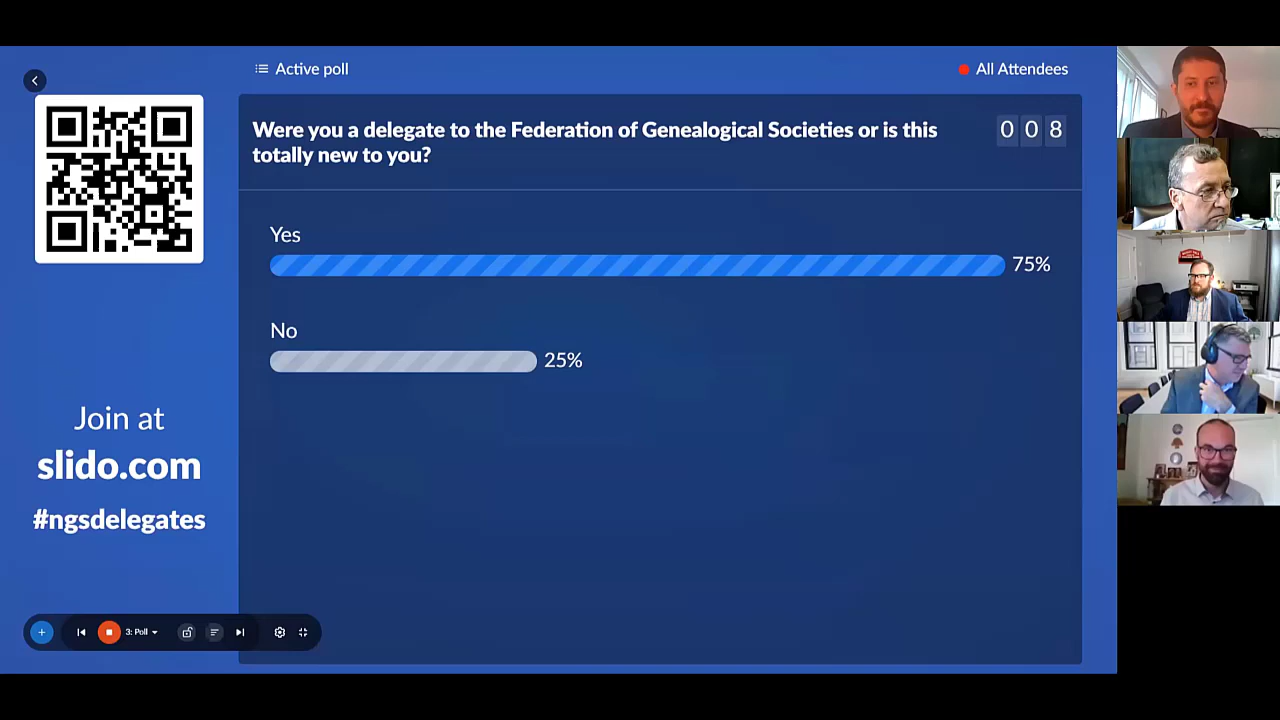 Active poll
All Attendees
Were you a delegate to the Federation of Genealogical Societies or is this
totally new to you?
0 0 8
Yes
75%
No
25%
Join at
slido.com
#ngsdelegates
3: Poll